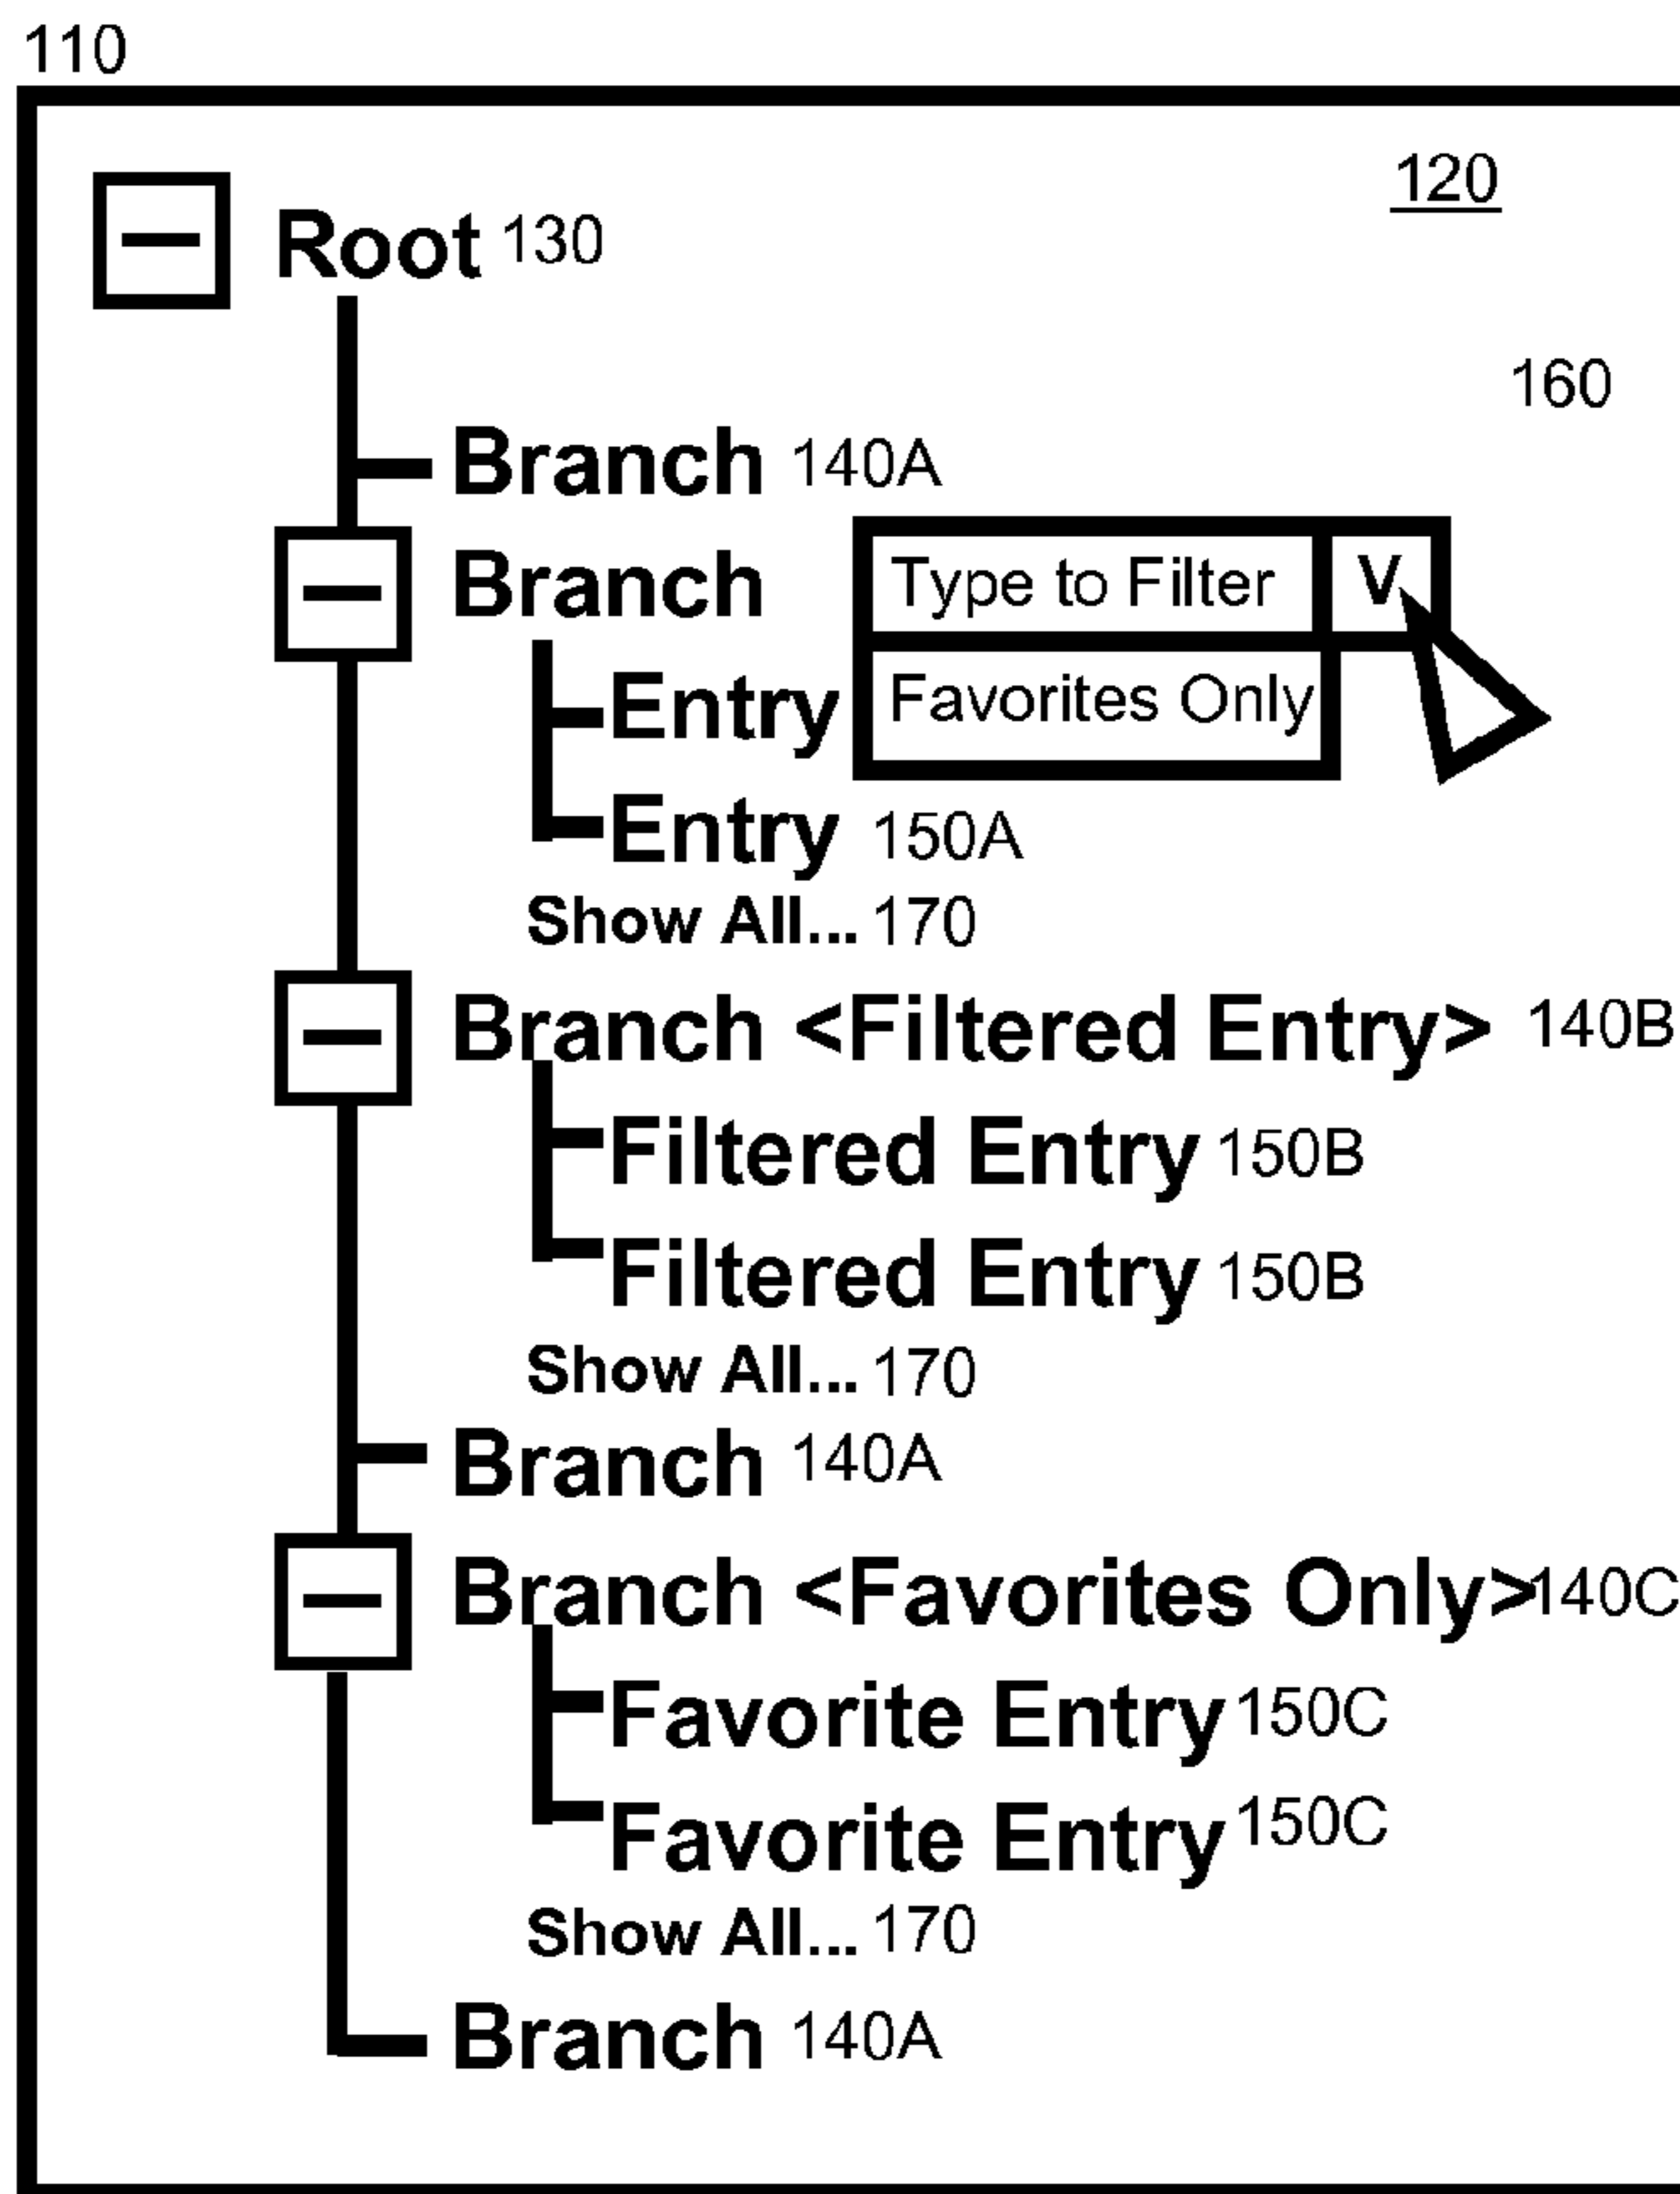 110
120
Root 130
160
Branch 140A
Branch Type to Filter V
Entry Favorites Only
Entry 150A
Show All... 170
Branch <Filtered Entry> 140B
Filtered Entry 150B
Filtered Entry 150B
Show All... 170
Branch 140A
Branch <Favorites Only> 140C
Favorite Entry 150C
Favorite Entry 150C
Show All... 170
Branch 140A